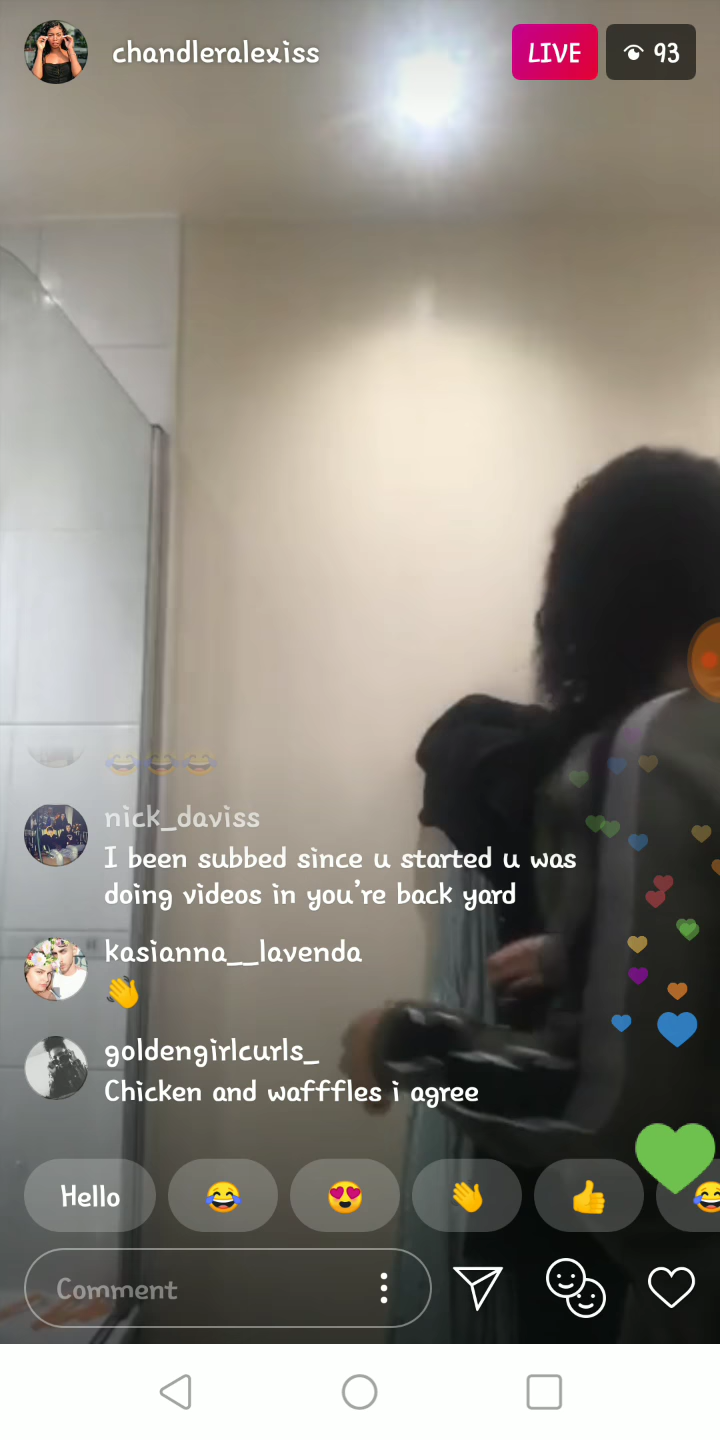 chandleralexiss
LIVE
93
😂😂😂
nick_daviss
I been subbed since u started u was
doing videos in you're back yard
kasianna__lavenda
👋
goldengirlcurls_
Chicken and wafffles i agree
Hello 😂 😍 👋 👍 😂
Comment